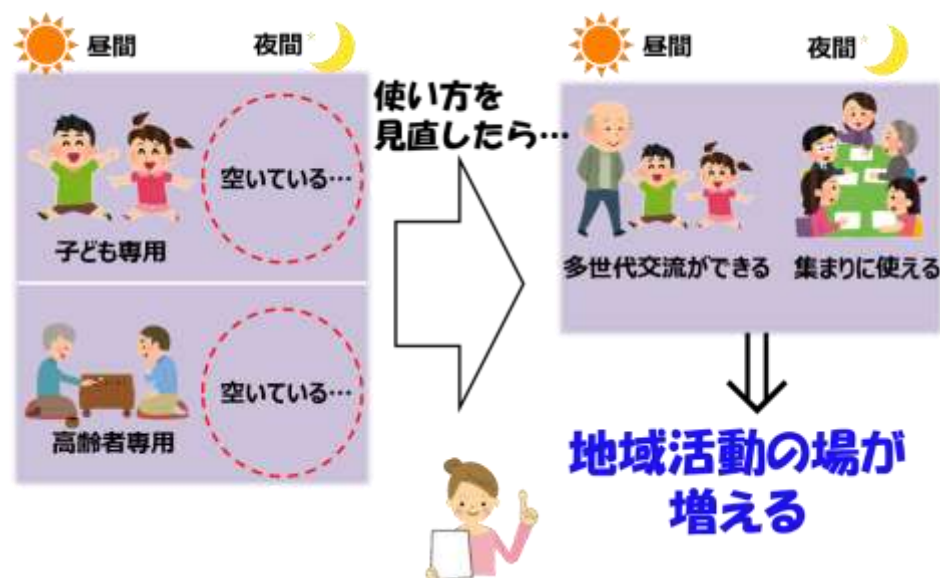 昼間
夜間
空いている…
子ども専用
空いている…
高齢者専用
使い方を
見直したら…
昼間
夜間
多世代交流ができる
集まりに使える
地域活動の場が
増える